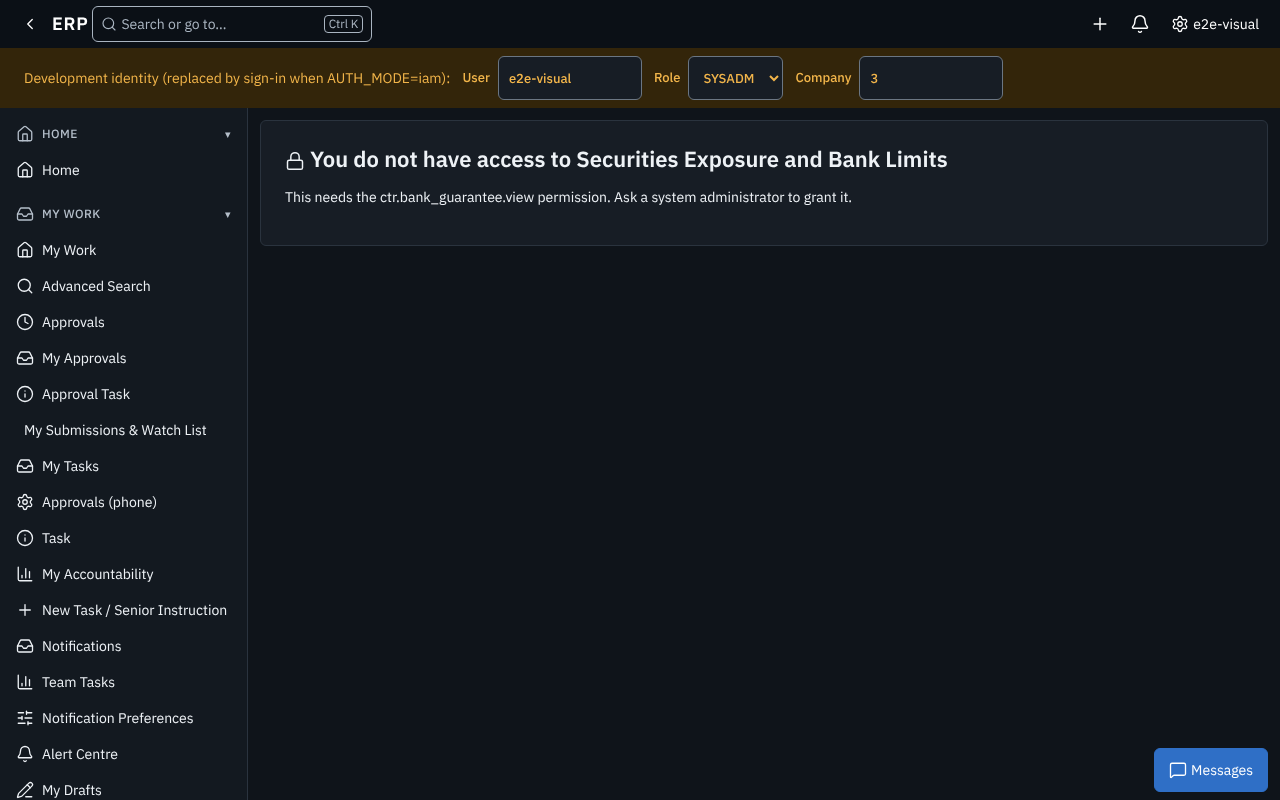 ERP
Search or go to...
Ctrl K
e2e-visual
Development identity (replaced by sign-in when AUTH_MODE=iam): User e2e-visual Role SYSADM Company 3
HOME
Home
MY WORK
My Work
Advanced Search
Approvals
My Approvals
Approval Task
My Submissions & Watch List
My Tasks
Approvals (phone)
Task
My Accountability
New Task / Senior Instruction
Notifications
Team Tasks
Notification Preferences
Alert Centre
My Drafts
You do not have access to Securities Exposure and Bank Limits
This needs the ctr.bank_guarantee.view permission. Ask a system administrator to grant it.
Messages